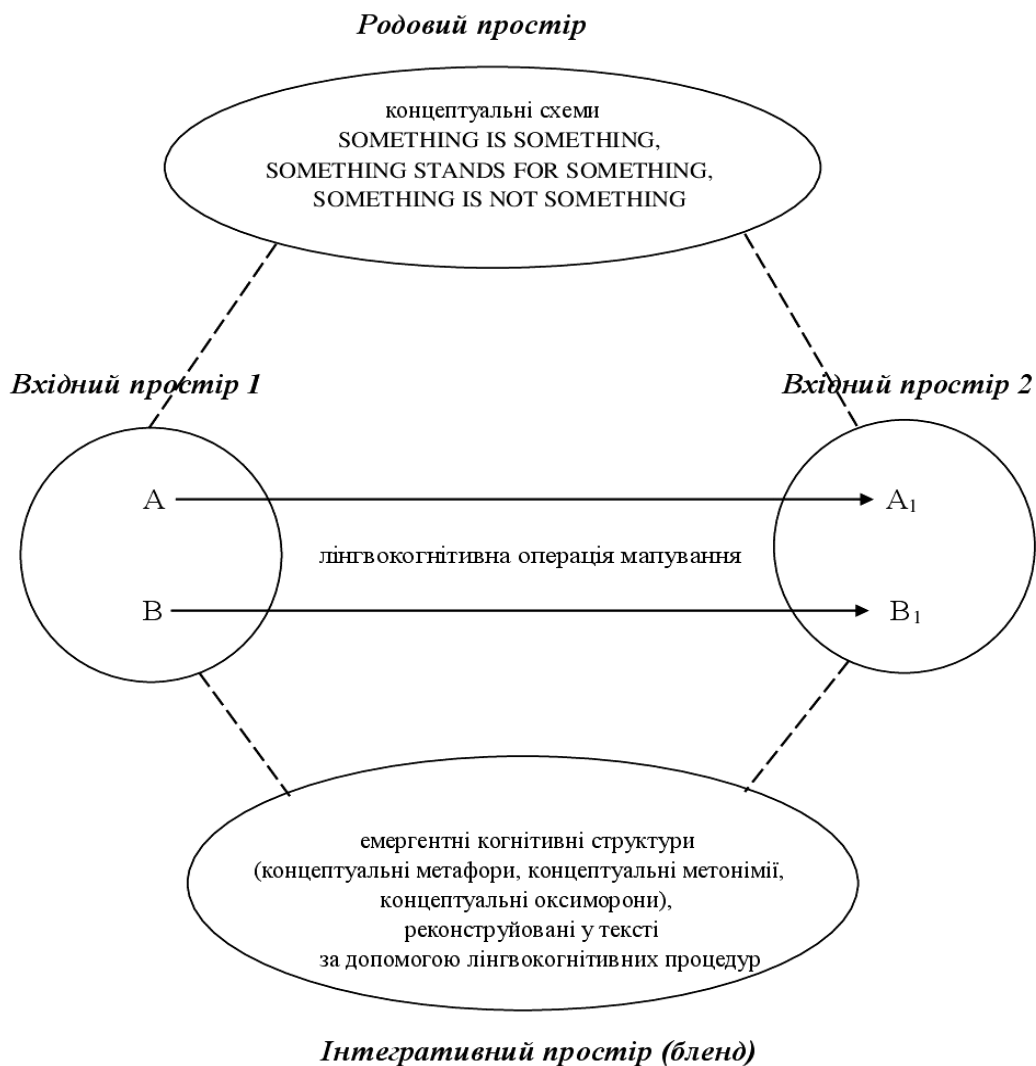 Родовий простір
концептуальні схеми
SOMETHING IS SOMETHING,
SOMETHING STANDS FOR SOMETHING,
SOMETHING IS NOT SOMETHING
Вхідний простір 1
Вхідний простір 2
A
A₁
лінгвокогнітивна операція мапування
B
B₁
емергентні когнітивні структури
(концептуальні метафори, концептуальні метонімії,
концептуальні оксиморони),
реконструйовані у тексті
за допомогою лінгвокогнітивних процедур
Інтегративний простір (бленд)